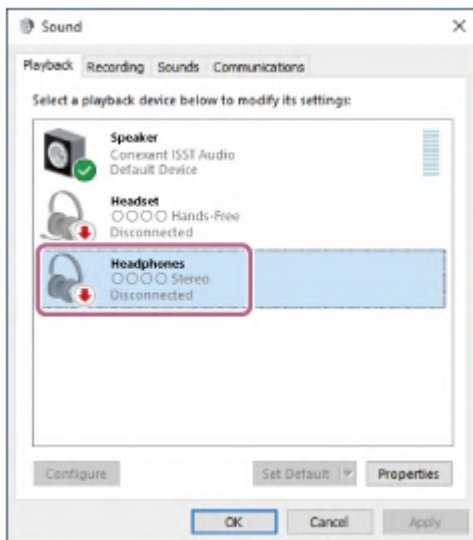 Sound
Playback Recording Sounds Communications
Select a playback device below to modify its settings:
Speaker
Conexant ISST Audio
Default Device
Headset
○○○○ Hands-Free
Disconnected
Headphones
○○○○ Stereo
Disconnected
Configure Set Default Properties
OK Cancel Apply